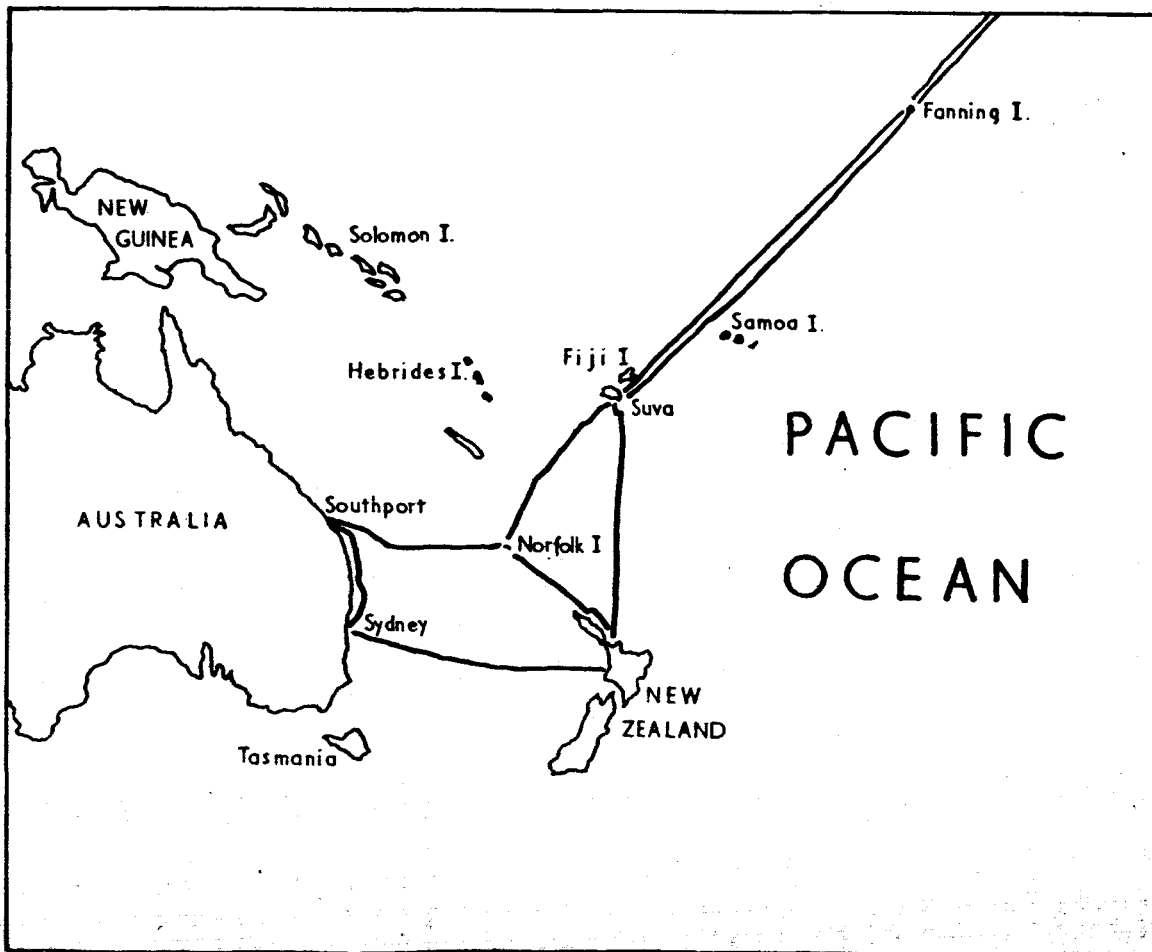 Fanning I.
NEW
GUINEA
Solomon I.
Samoa I.
Fiji I
Hebrides I.
Suva
PACIFIC
Southport
AUSTRALIA
Norfolk I
OCEAN
Sydney
NEW
ZEALAND
Tasmania